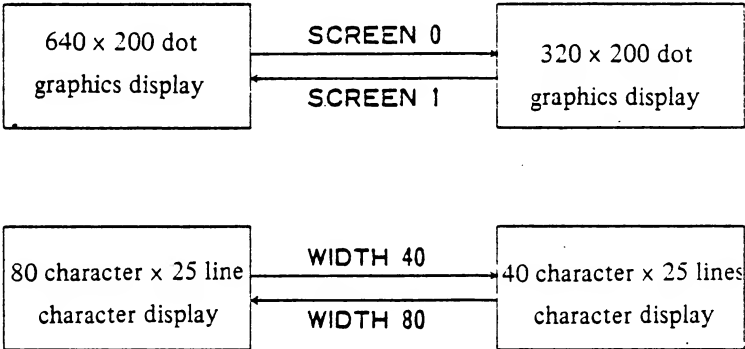 640 x 200 dot
graphics display
SCREEN 0
SCREEN 1
320 x 200 dot
graphics display
80 character x 25 line
character display
WIDTH 40
WIDTH 80
40 character x 25 lines
character display